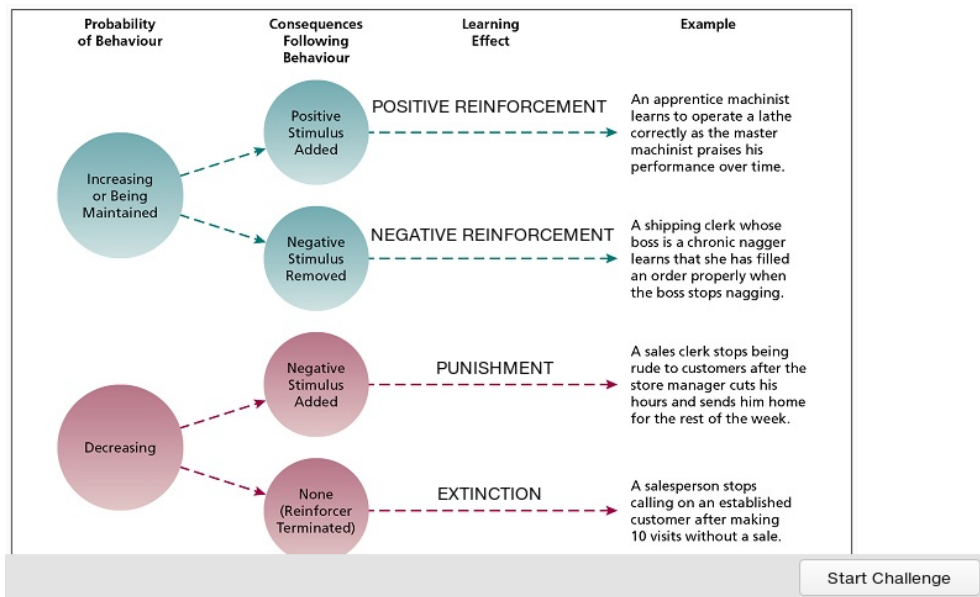 Probability
of Behaviour
Consequences
Following
Behaviour
Learning
Effect
Example
Increasing
or Being
Maintained
Positive
Stimulus
Added
POSITIVE REINFORCEMENT
An apprentice machinist
learns to operate a lathe
correctly as the master
machinist praises his
performance over time.
Negative
Stimulus
Removed
NEGATIVE REINFORCEMENT
A shipping clerk whose
boss is a chronic nagger
learns that she has filled
an order properly when
the boss stops nagging.
Decreasing
Negative
Stimulus
Added
PUNISHMENT
A sales clerk stops being
rude to customers after the
store manager cuts his
hours and sends him home
for the rest of the week.
None
(Reinforcer
Terminated)
EXTINCTION
A salesperson stops
calling on an established
customer after making
10 visits without a sale.
Start Challenge